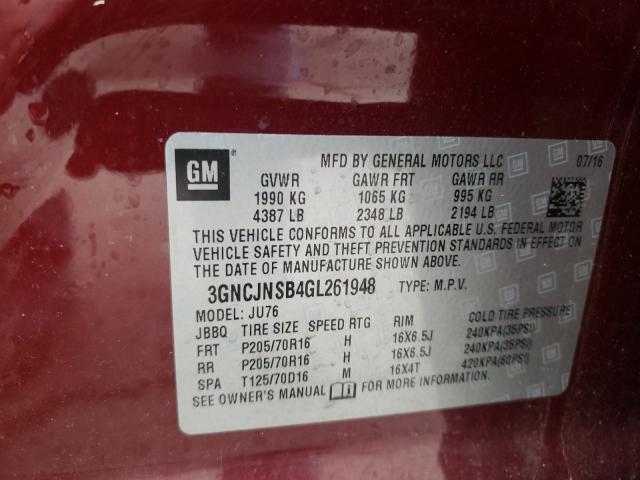 GM
MFD BY GENERAL MOTORS LLC 07/16
GVWR GAWR FRT GAWR RR
1990 KG 1065 KG 995 KG
4387 LB 2348 LB 2194 LB
THIS VEHICLE CONFORMS TO ALL APPLICABLE U.S. FEDERAL MOTOR
VEHICLE SAFETY AND THEFT PREVENTION STANDARDS IN EFFECT ON
THE DATE OF MANUFACTURE SHOWN ABOVE.
3GNCJNSB4GL261948 TYPE: M.P.V.
MODEL: JU76
JBBQ TIRE SIZE SPEED RTG RIM COLD TIRE PRESSURE
FRT P205/70R16 H 16X6.5J 240KPA(35PSI)
RR P205/70R16 H 16X6.5J 240KPA(35PSI)
SPA T125/70D16 M 16X4T 420KPA(60PSI)
SEE OWNER'S MANUAL FOR MORE INFORMATION.